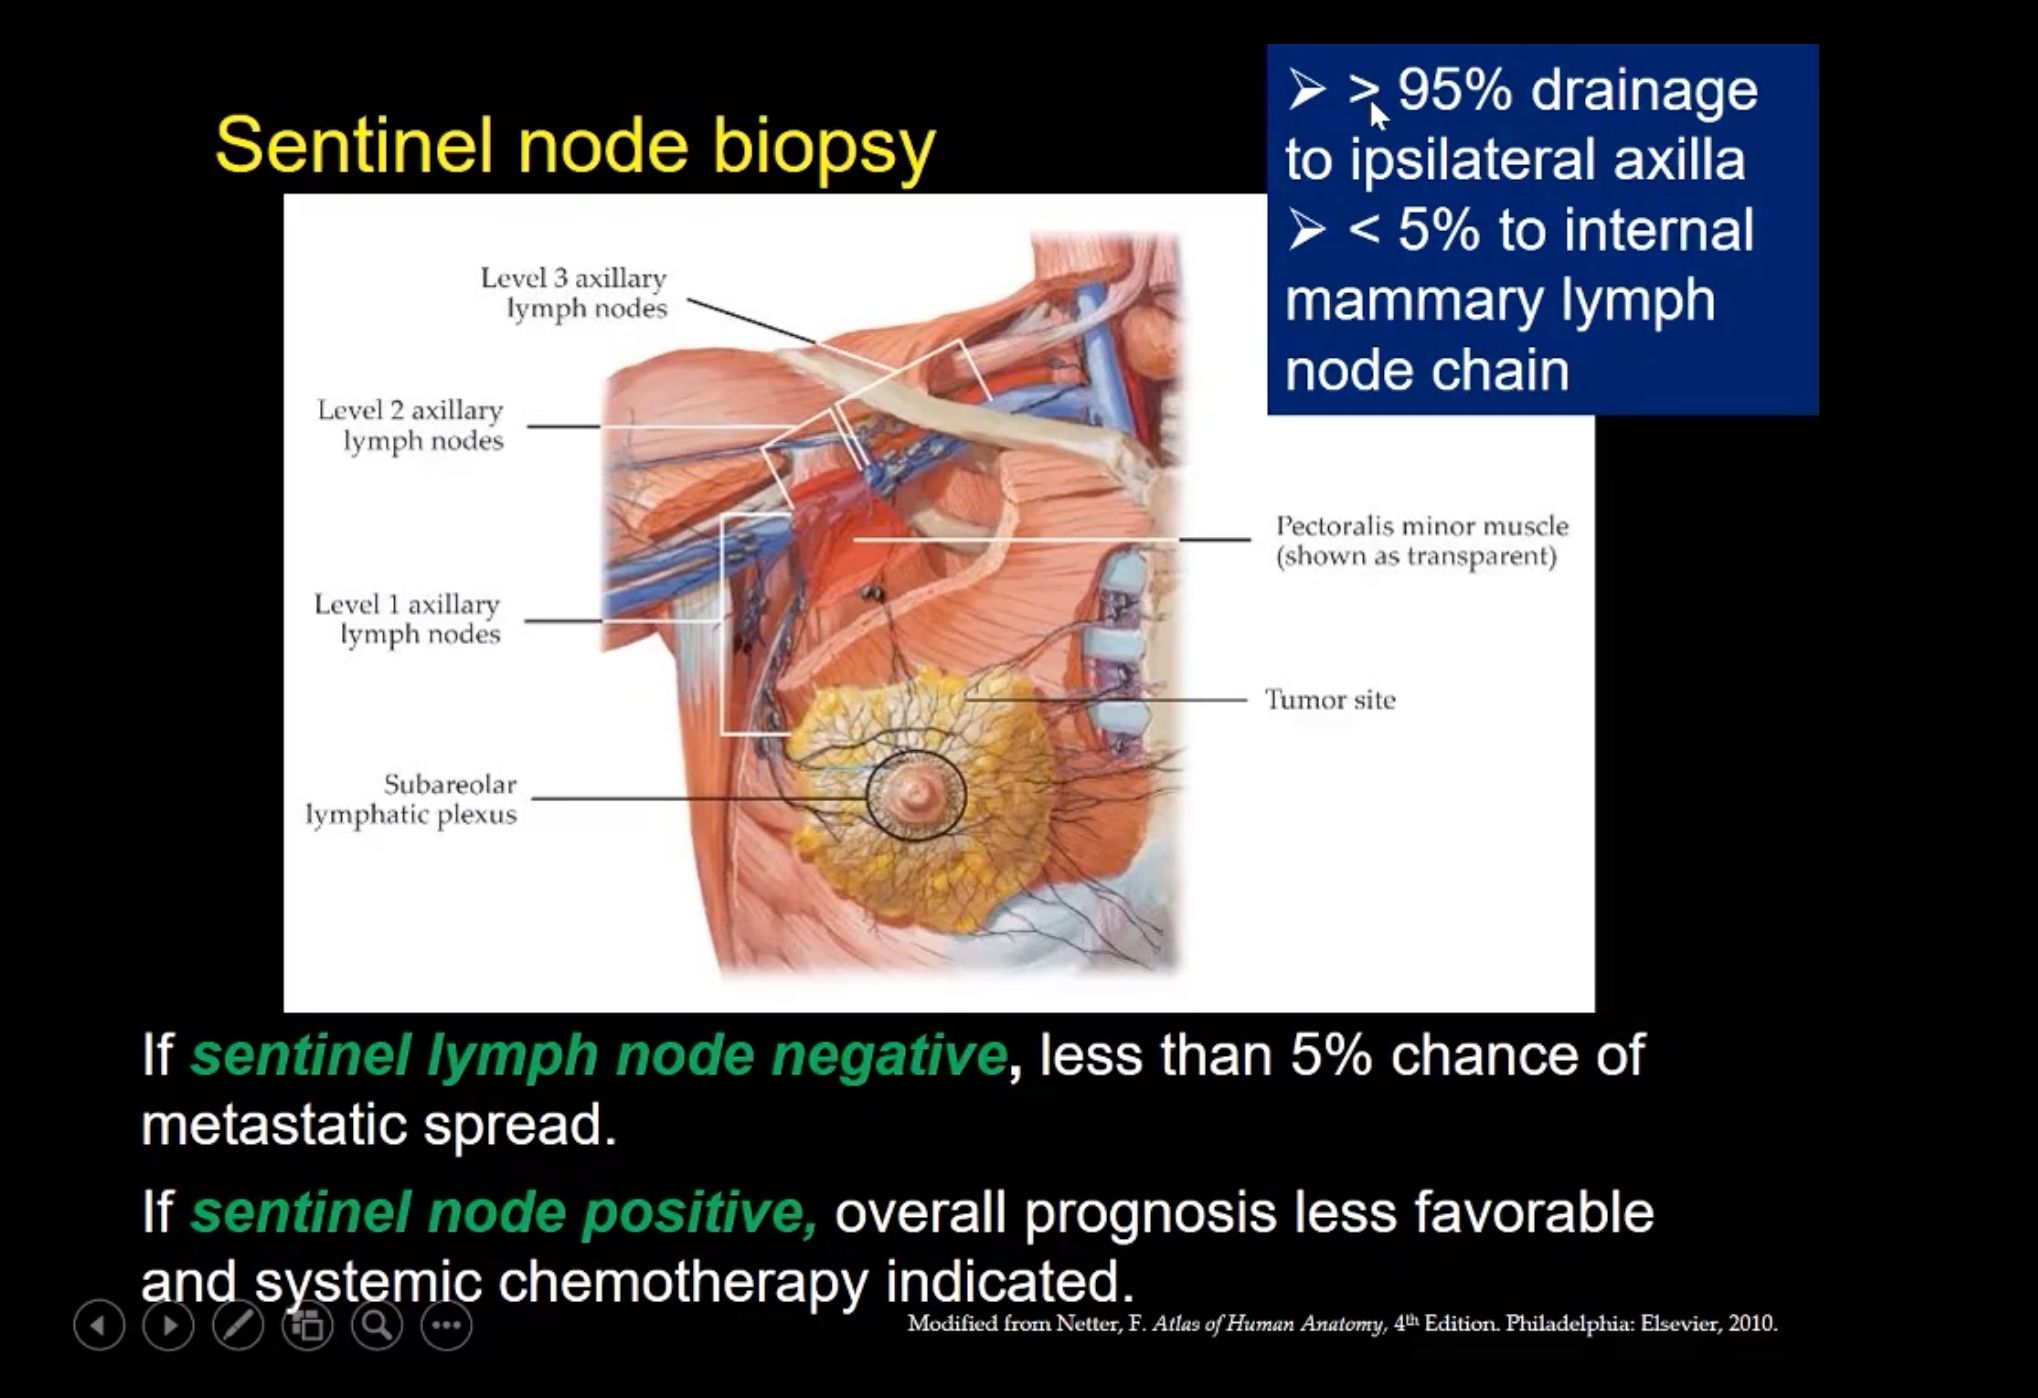 Sentinel node biopsy
➢ > 95% drainage
to ipsilateral axilla
➢ < 5% to internal
mammary lymph
node chain
Level 3 axillary
lymph nodes
Level 2 axillary
lymph nodes
Pectoralis minor muscle
(shown as transparent)
Level 1 axillary
lymph nodes
Tumor site
Subareolar
lymphatic plexus
If sentinel lymph node negative, less than 5% chance of
metastatic spread.
If sentinel node positive, overall prognosis less favorable
and systemic chemotherapy indicated.
Modified from Netter, F. Atlas of Human Anatomy, 4th Edition. Philadelphia: Elsevier, 2010.